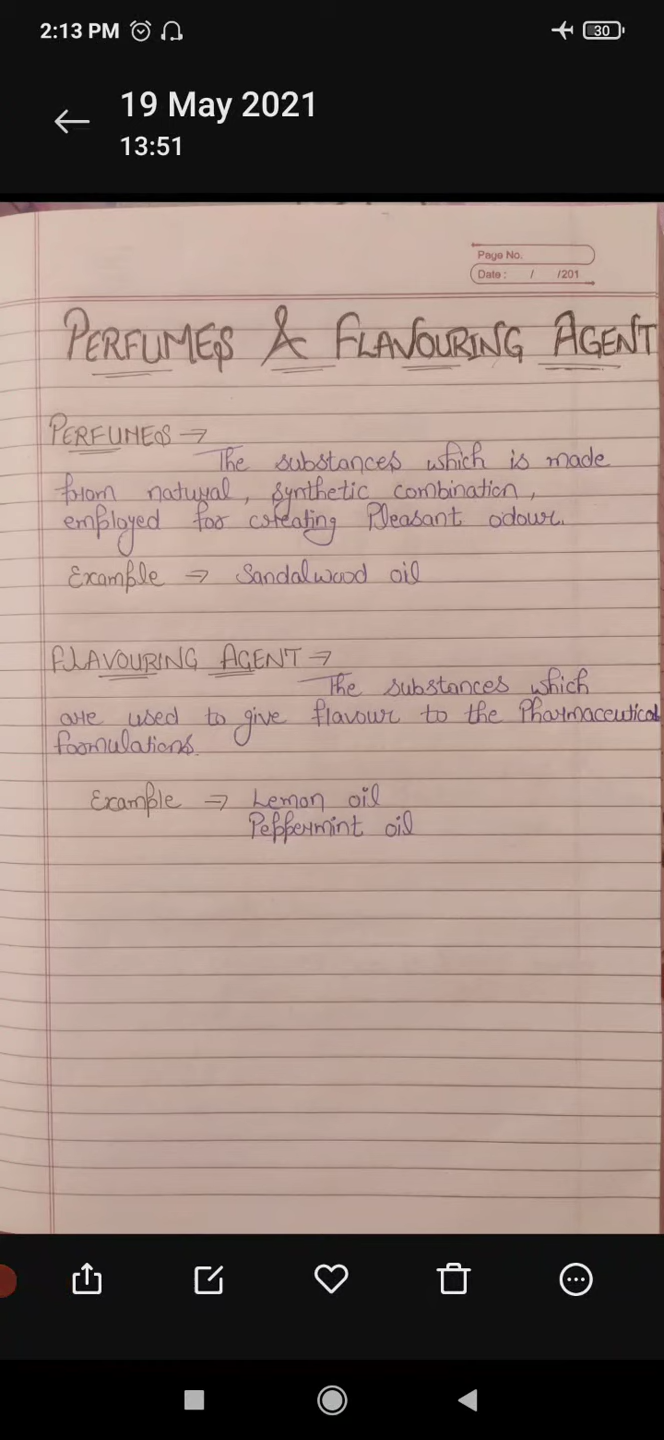 2:13 PM
30
19 May 2021
13:51
Page No.
Date: / /201
PERFUMES & FLAVOURING AGENT
PERFUMES →
The substances which is made
from natural, synthetic combination,
employed for creating Pleasant odour.
Example → Sandalwood oil
FLAVOURING AGENT →
The substances which
are used to give flavour to the Pharmaceutical
formulations.
Example → Lemon oil
Peppermint oil